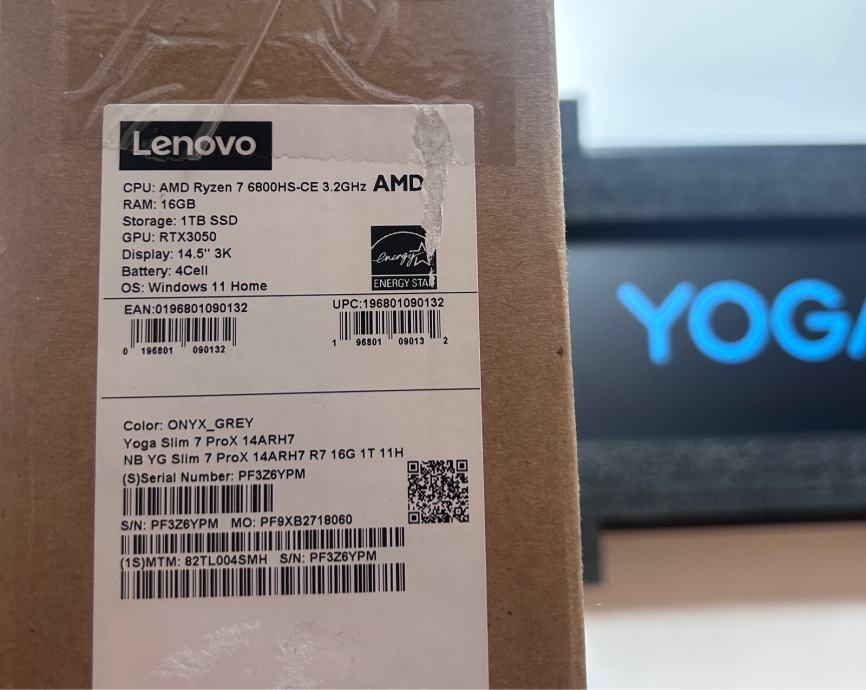 Lenovo
CPU: AMD Ryzen 7 6800HS-CE 3.2GHz AMD
RAM: 16GB
Storage: 1TB SSD
GPU: RTX3050
Display: 14.5" 3K
Battery: 4Cell
OS: Windows 11 Home
energy
ENERGY STAR
EAN:0196801090132
UPC:196801090132
0 196801 090132
1 96801 09013 2
Color: ONYX_GREY
Yoga Slim 7 ProX 14ARH7
NB YG Slim 7 ProX 14ARH7 R7 16G 1T 11H
(S)Serial Number: PF3Z6YPM
S/N: PF3Z6YPM MO: PF9XB2718060
(1S)MTM: 82TL004SMH S/N: PF3Z6YPM
YOGA